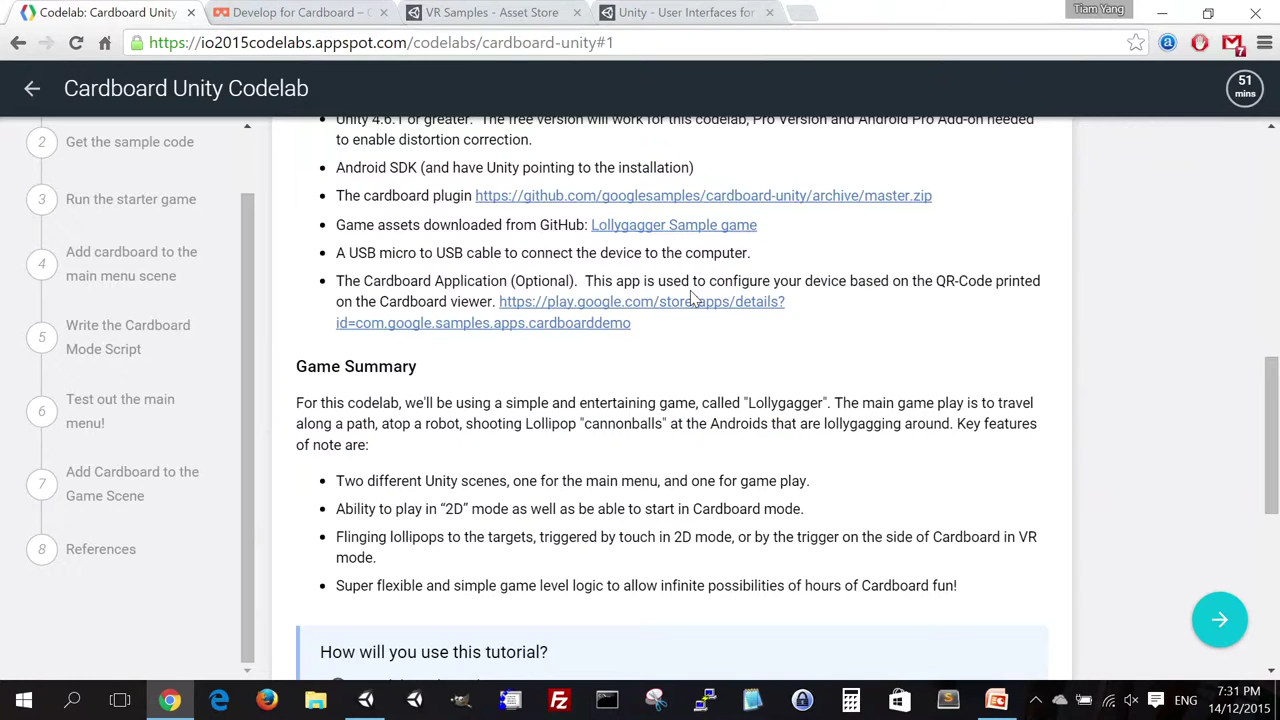 Codelab: Cardboard Unity
Develop for Cardboard –
VR Samples - Asset Store
Unity - User Interfaces for
Tiam Yang
https://io2015codelabs.appspot.com/codelabs/cardboard-unity#1
7
Cardboard Unity Codelab
51
mins
2
Get the sample code
3
Run the starter game
4
Add cardboard to the
main menu scene
5
Write the Cardboard
Mode Script
6
Test out the main
menu!
7
Add Cardboard to the
Game Scene
8
References
Unity 4.6.1 or greater. The free version will work for this codelab, Pro Version and Android Pro Add-on needed
to enable distortion correction.
Android SDK (and have Unity pointing to the installation)
The cardboard plugin https://github.com/googlesamples/cardboard-unity/archive/master.zip
Game assets downloaded from GitHub: Lollygagger Sample game
A USB micro to USB cable to connect the device to the computer.
The Cardboard Application (Optional). This app is used to configure your device based on the QR-Code printed
on the Cardboard viewer. https://play.google.com/store/apps/details?
id=com.google.samples.apps.cardboarddemo
Game Summary
For this codelab, we'll be using a simple and entertaining game, called "Lollygagger". The main game play is to travel
along a path, atop a robot, shooting Lollipop "cannonballs" at the Androids that are lollygagging around. Key features
of note are:
Two different Unity scenes, one for the main menu, and one for game play.
Ability to play in “2D” mode as well as be able to start in Cardboard mode.
Flinging lollipops to the targets, triggered by touch in 2D mode, or by the trigger on the side of Cardboard in VR
mode.
Super flexible and simple game level logic to allow infinite possibilities of hours of Cardboard fun!
How will you use this tutorial?
ENG
7:31 PM
14/12/2015